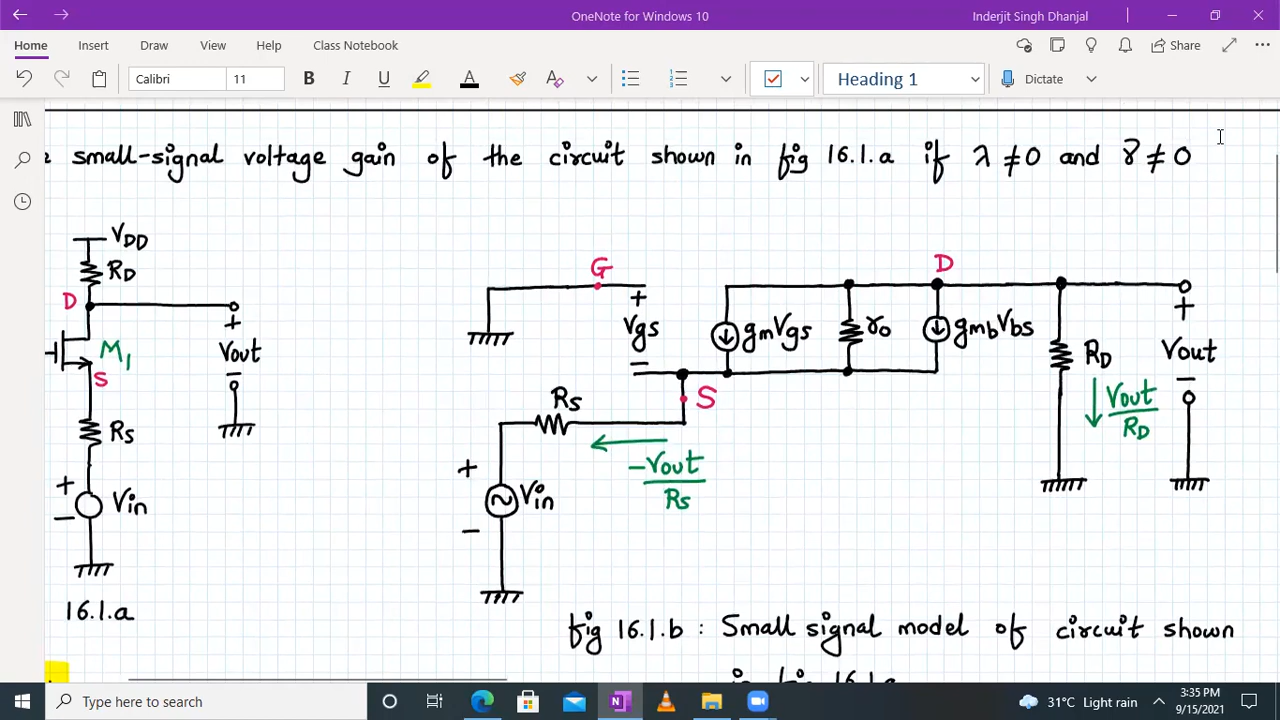 OneNote for Windows 10
Inderjit Singh Dhanjal
Home Insert Draw View Help Class Notebook Share
Calibri 11 B I U A Heading 1 Dictate
small-signal voltage gain of the circuit shown in fig 16.1.a if λ ≠ 0 and γ ≠ 0
VDD
RD
D
M1
S
+
Vout
−
Rs
+
Vin
−
16.1.a
G
+
Vgs
−
gmVgs
ro
D
gmbVbs
RD
Vout/RD
+
Vout
−
S
Rs
-Vout/Rs
+
Vin
−
fig 16.1.b : Small signal model of circuit shown
in fig 16.1.a
Type here to search
31°C Light rain
3:35 PM
9/15/2021